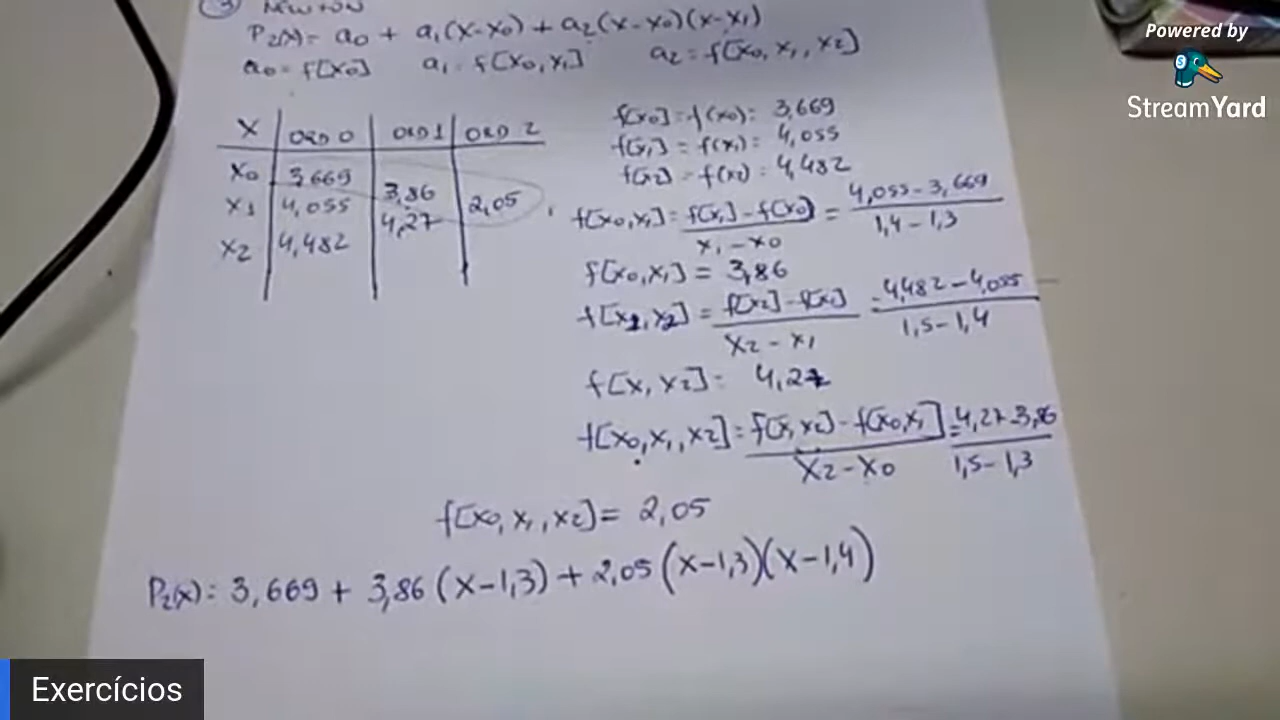 3 NEWTON
P₂(x) = a₀ + a₁(x-x₀) + a₂(x-x₀)(x-x₁)
a₀ = f[x₀] a₁ = f[x₀,x₁] a₂ = f[x₀,x₁,x₂]
X ORD 0 ORD 1 ORD 2
x₀ 3,669
3,86
x₁ 4,055 2,05
4,27
x₂ 4,482
f[x₀] = f(x₀) = 3,669
f[x₁] = f(x₁) = 4,055
f[x₂] = f(x₂) = 4,482
f[x₀,x₁] = f[x₁] - f(x₀) / x₁ - x₀ = 4,055 - 3,669 / 1,4 - 1,3
f[x₀,x₁] = 3,86
f[x₁,x₂] = f[x₂] - f[x₁] / x₂ - x₁ = 4,482 - 4,055 / 1,5 - 1,4
f[x₁,x₂] = 4,27
f[x₀,x₁,x₂] = f[x₁,x₂] - f[x₀,x₁] / x₂ - x₀ = 4,27 - 3,86 / 1,5 - 1,3
f[x₀,x₁,x₂] = 2,05
P₂(x) = 3,669 + 3,86 (x-1,3) + 2,05 (x-1,3)(x-1,4)
Powered by
StreamYard
Exercícios